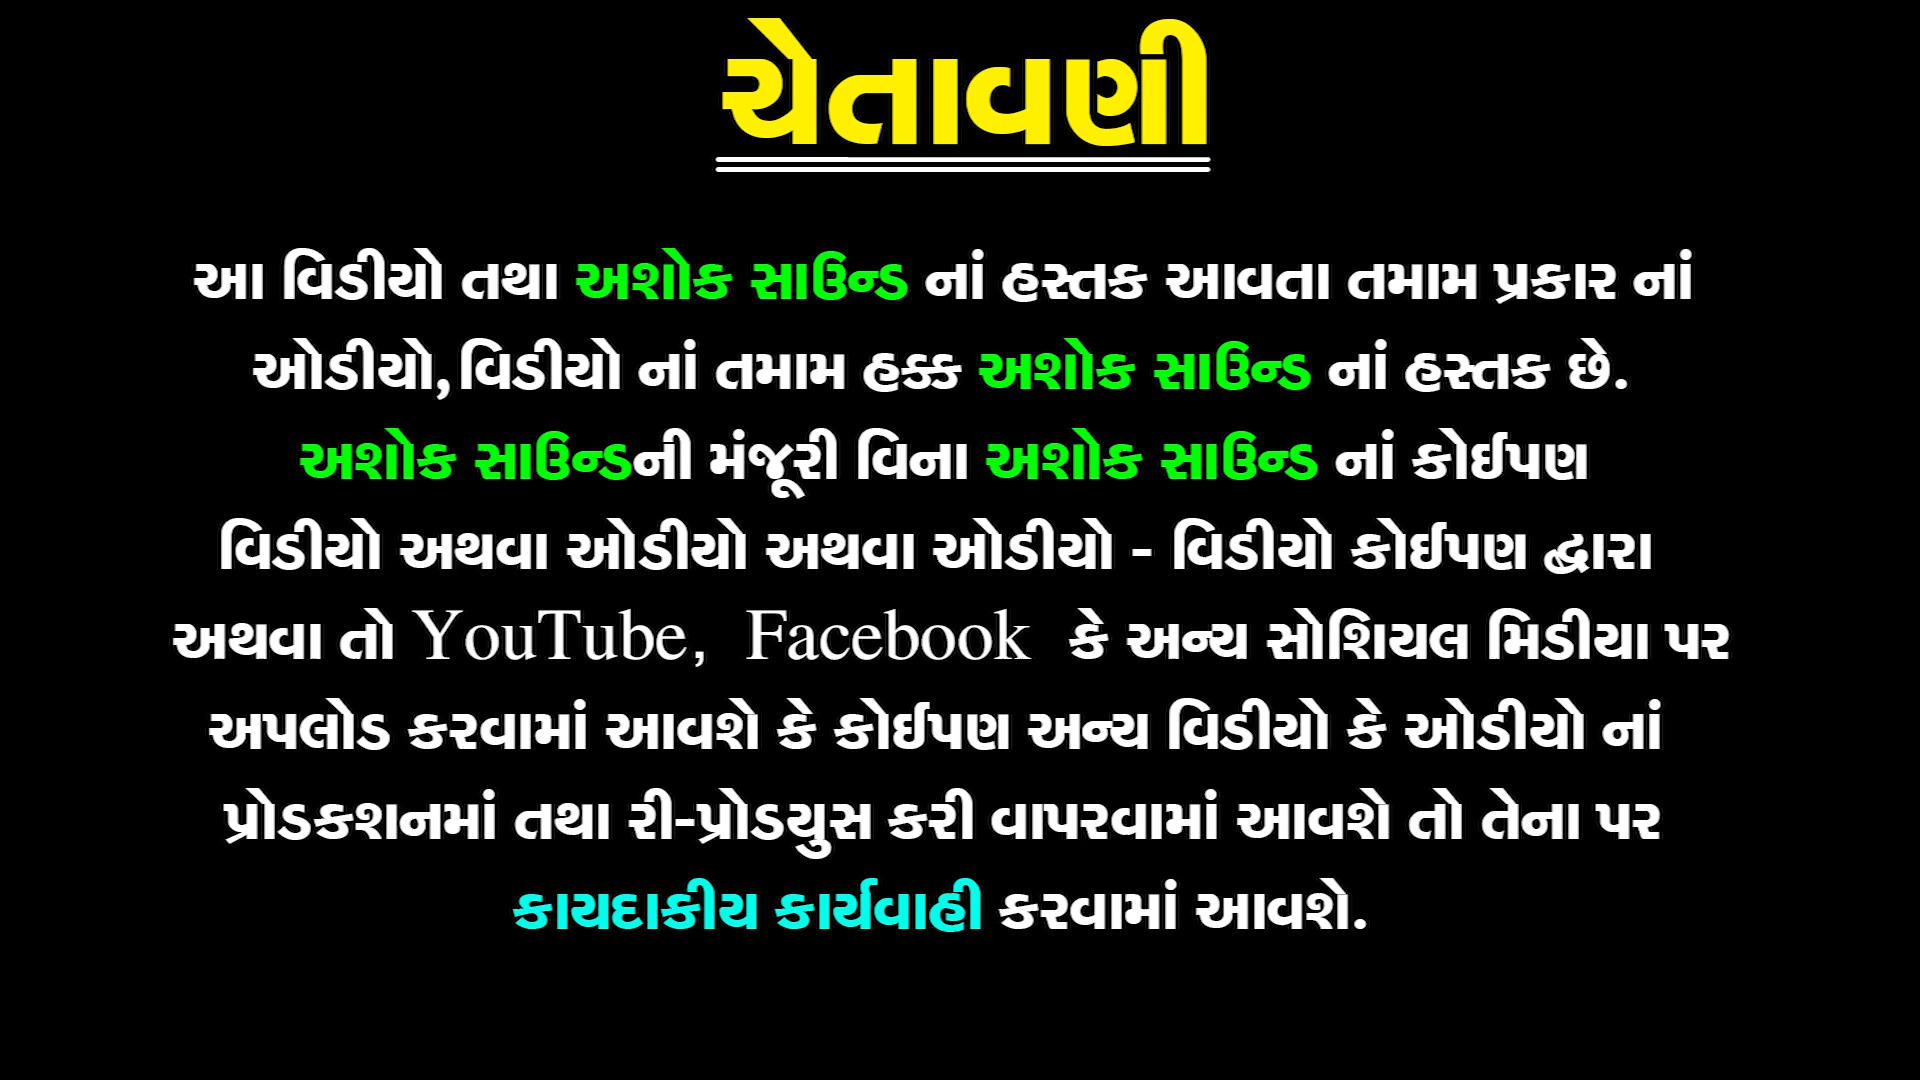 ચેતાવણી
આ વિડીયો તથા અશોક સાઉન્ડ નાં હસ્તક આવતા તમામ પ્રકાર નાં
ઓડીયો,વિડીયો નાં તમામ હક્ક અશોક સાઉન્ડ નાં હસ્તક છે.
અશોક સાઉન્ડની મંજૂરી વિના અશોક સાઉન્ડ નાં કોઈપણ
વિડીયો અથવા ઓડીયો અથવા ઓડીયો - વિડીયો કોઈપણ દ્વારા
અથવા તો YouTube, Facebook કે અન્ય સોશિયલ મિડીયા પર
અપલોડ કરવામાં આવશે કે કોઈપણ અન્ય વિડીયો કે ઓડીયો નાં
પ્રોડકશનમાં તથા રી-પ્રોડયુસ કરી વાપરવામાં આવશે તો તેના પર
કાયદાકીય કાર્યવાહી કરવામાં આવશે.